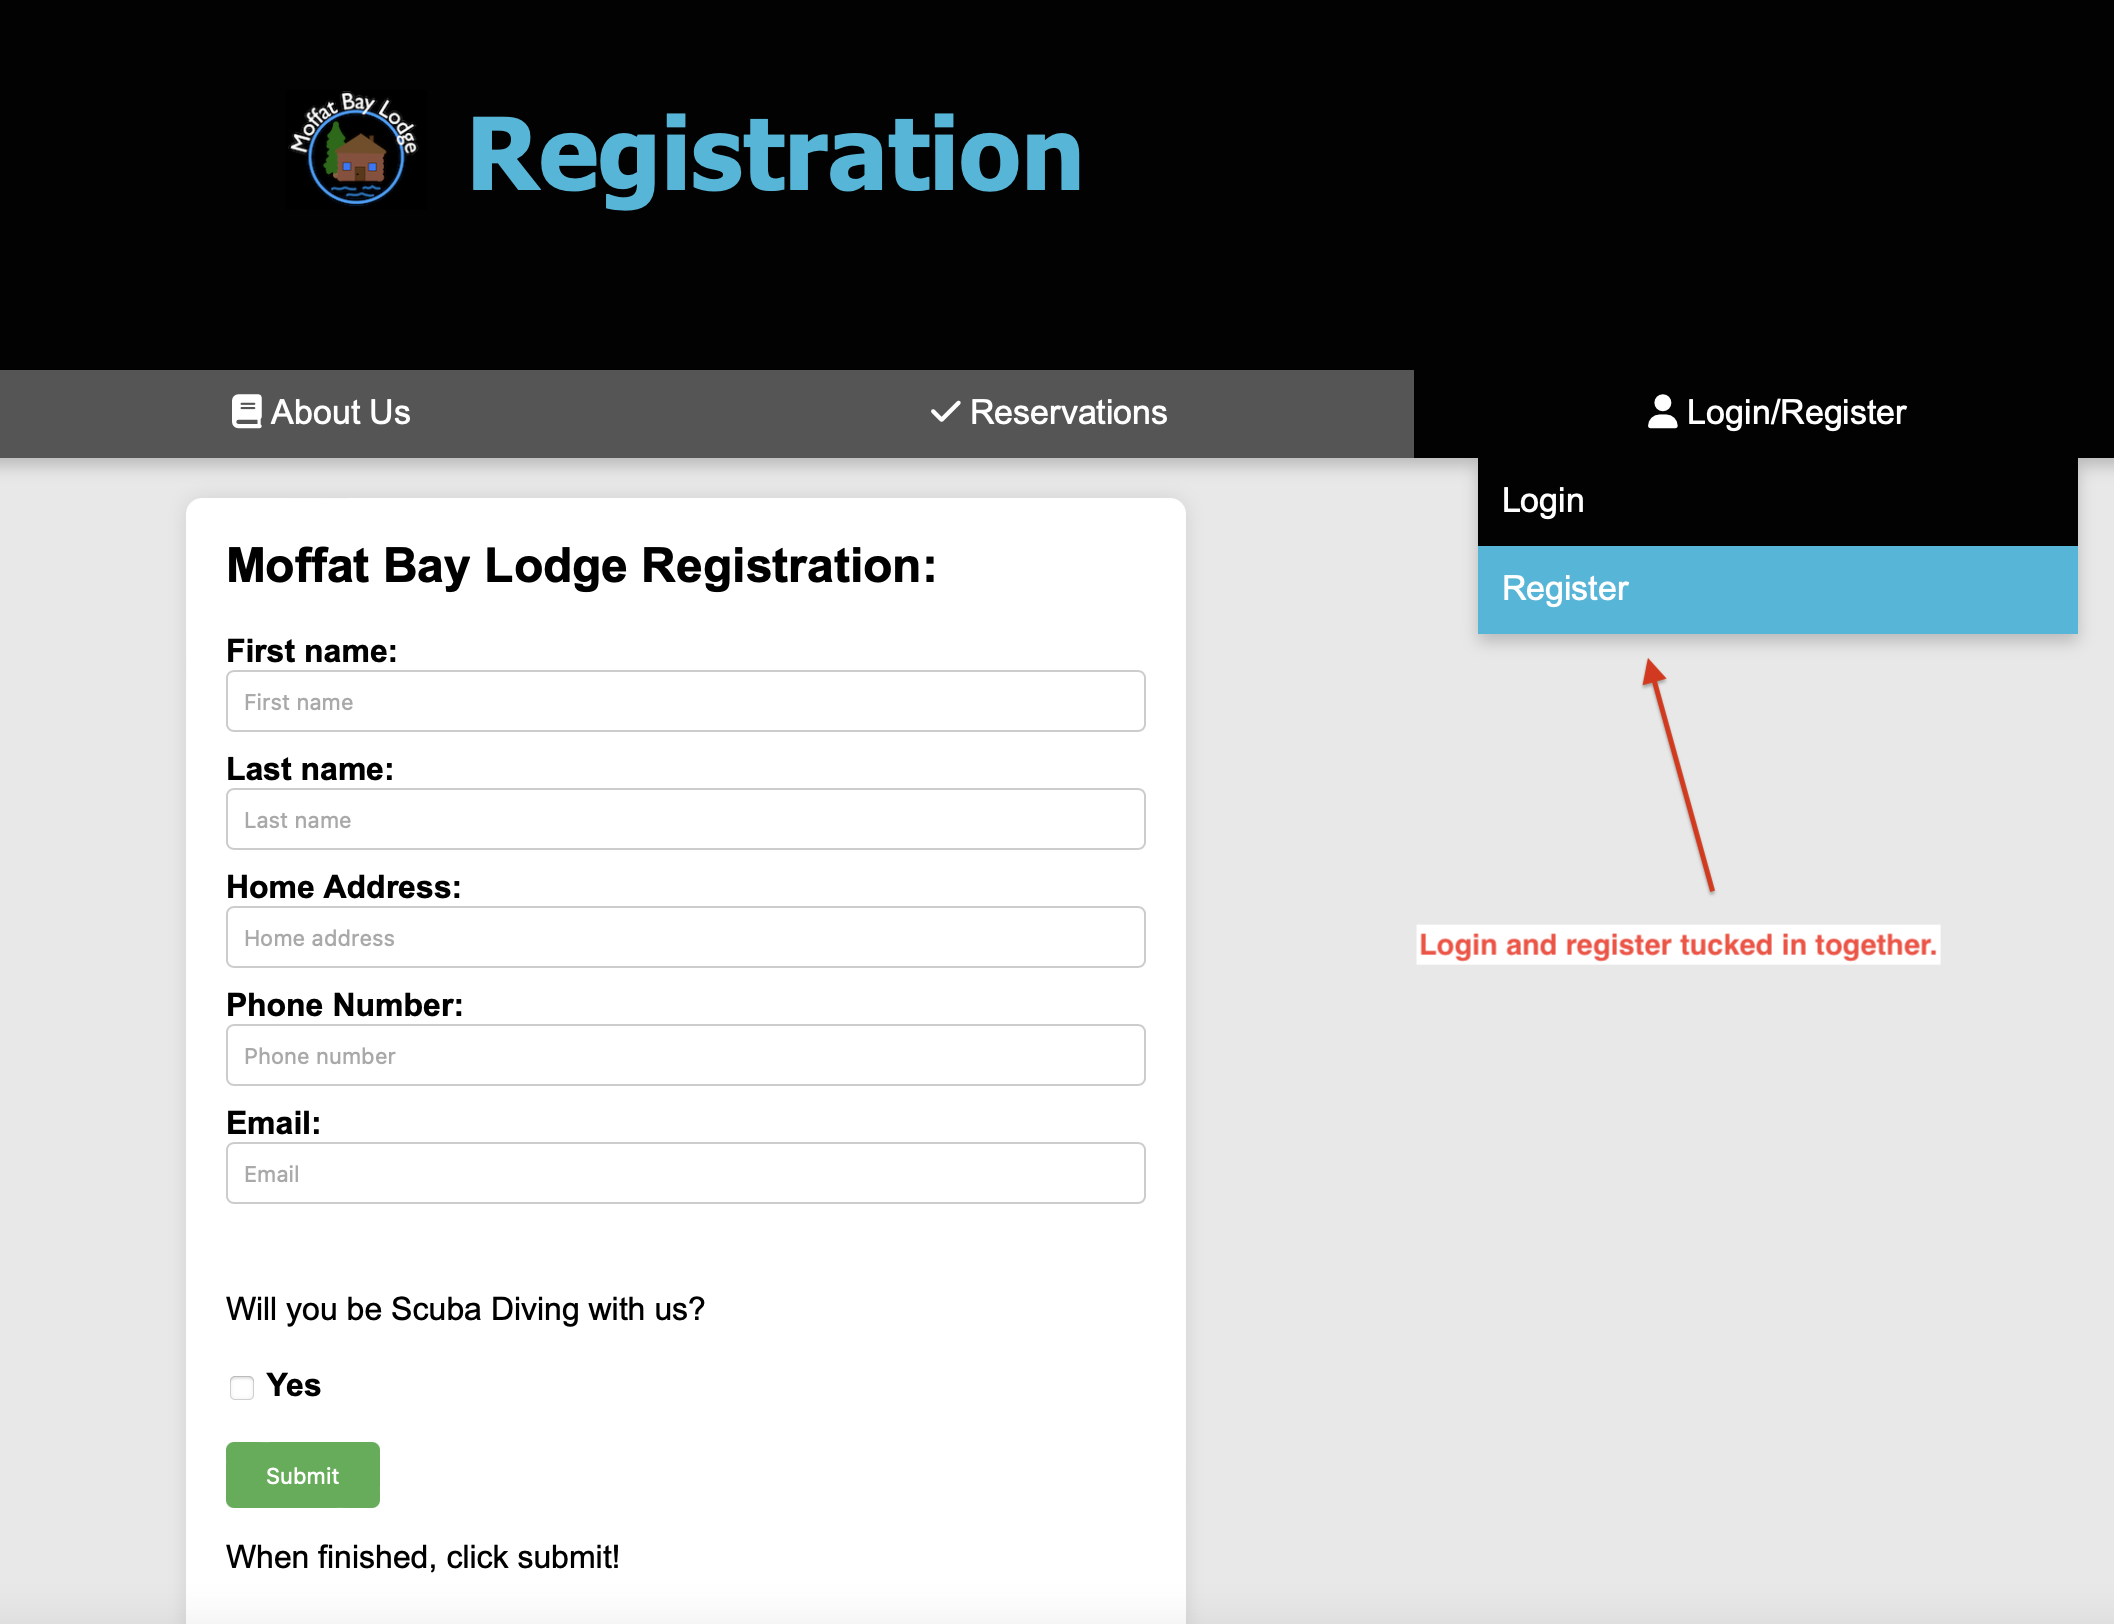 Moffat Bay Lodge
Registration
About Us
Reservations
Login/Register
Login
Register
Moffat Bay Lodge Registration:
First name:
First name
Last name:
Last name
Home Address:
Home address
Login and register tucked in together.
Phone Number:
Phone number
Email:
Email
Will you be Scuba Diving with us?
Yes
Submit
When finished, click submit!